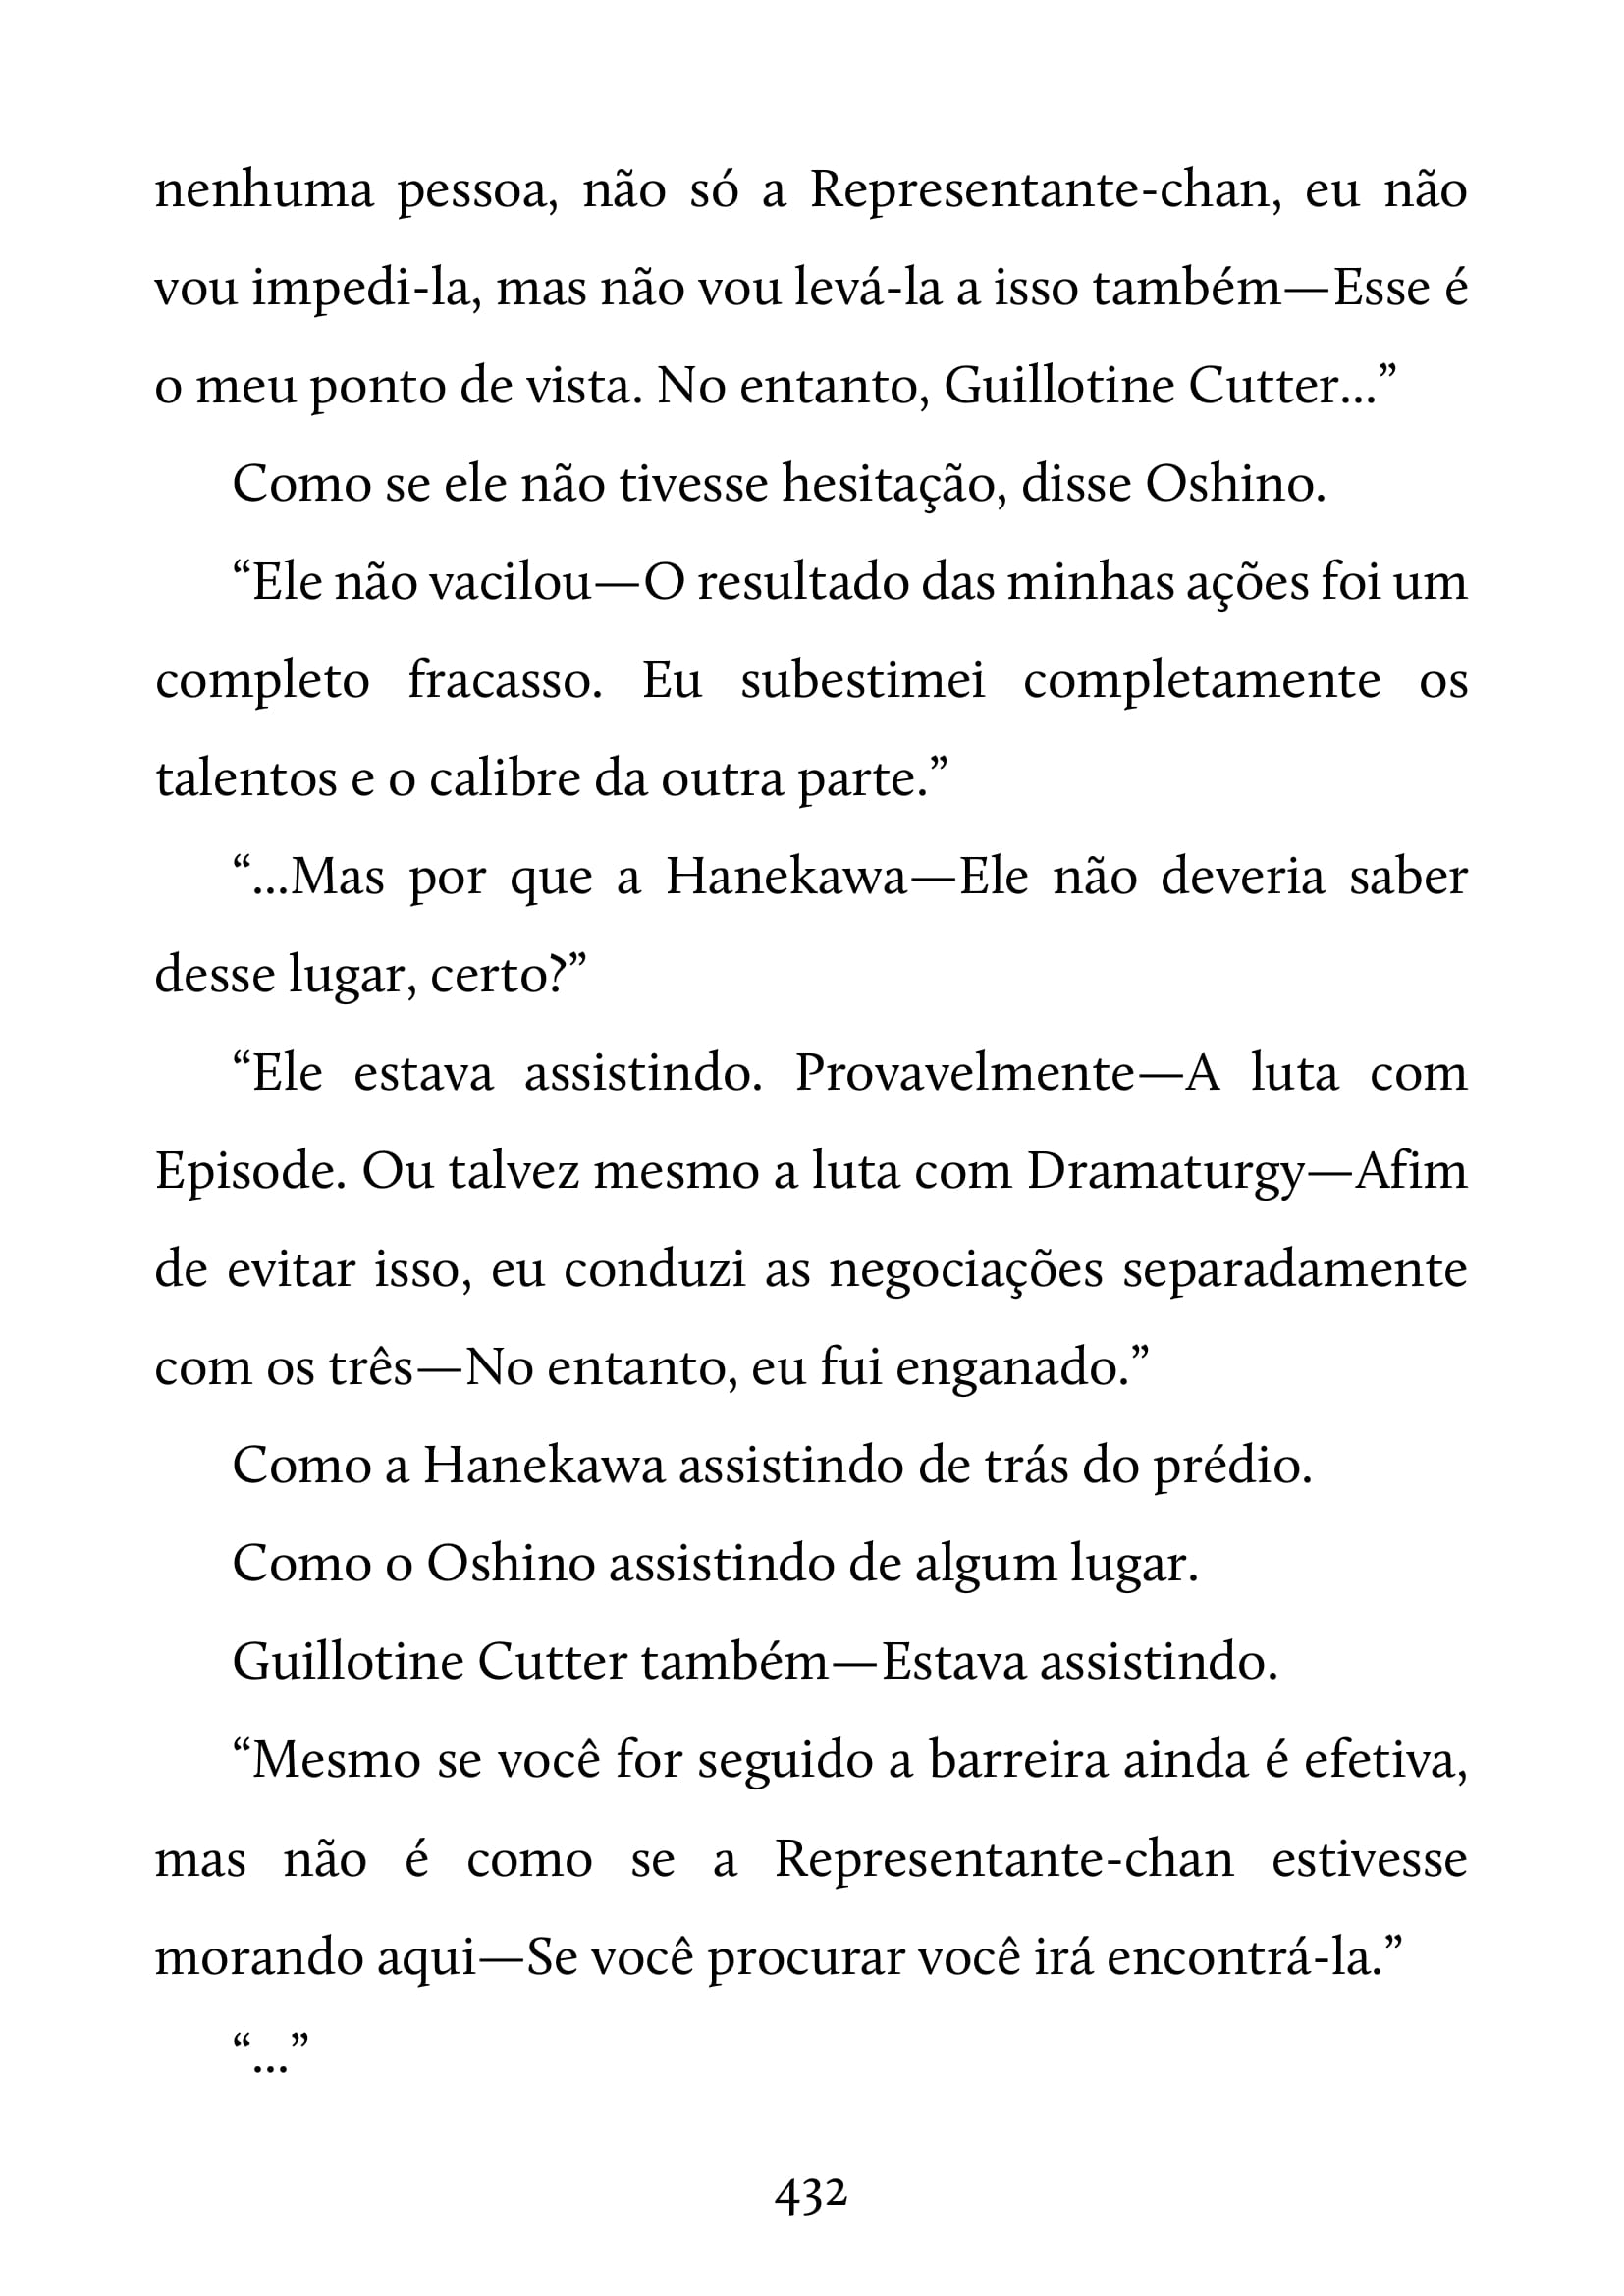 nenhuma pessoa, não só a Representante-chan, eu não
vou impedi-la, mas não vou levá-la a isso também—Esse é
o meu ponto de vista. No entanto, Guillotine Cutter...”
Como se ele não tivesse hesitação, disse Oshino.
“Ele não vacilou—O resultado das minhas ações foi um
completo fracasso. Eu subestimei completamente os
talentos e o calibre da outra parte.”
“...Mas por que a Hanekawa—Ele não deveria saber
desse lugar, certo?”
“Ele estava assistindo. Provavelmente—A luta com
Episode. Ou talvez mesmo a luta com Dramaturgy—Afim
de evitar isso, eu conduzi as negociações separadamente
com os três—No entanto, eu fui enganado.”
Como a Hanekawa assistindo de trás do prédio.
Como o Oshino assistindo de algum lugar.
Guillotine Cutter também—Estava assistindo.
“Mesmo se você for seguido a barreira ainda é efetiva,
mas não é como se a Representante-chan estivesse
morando aqui—Se você procurar você irá encontrá-la.”
“...”
432